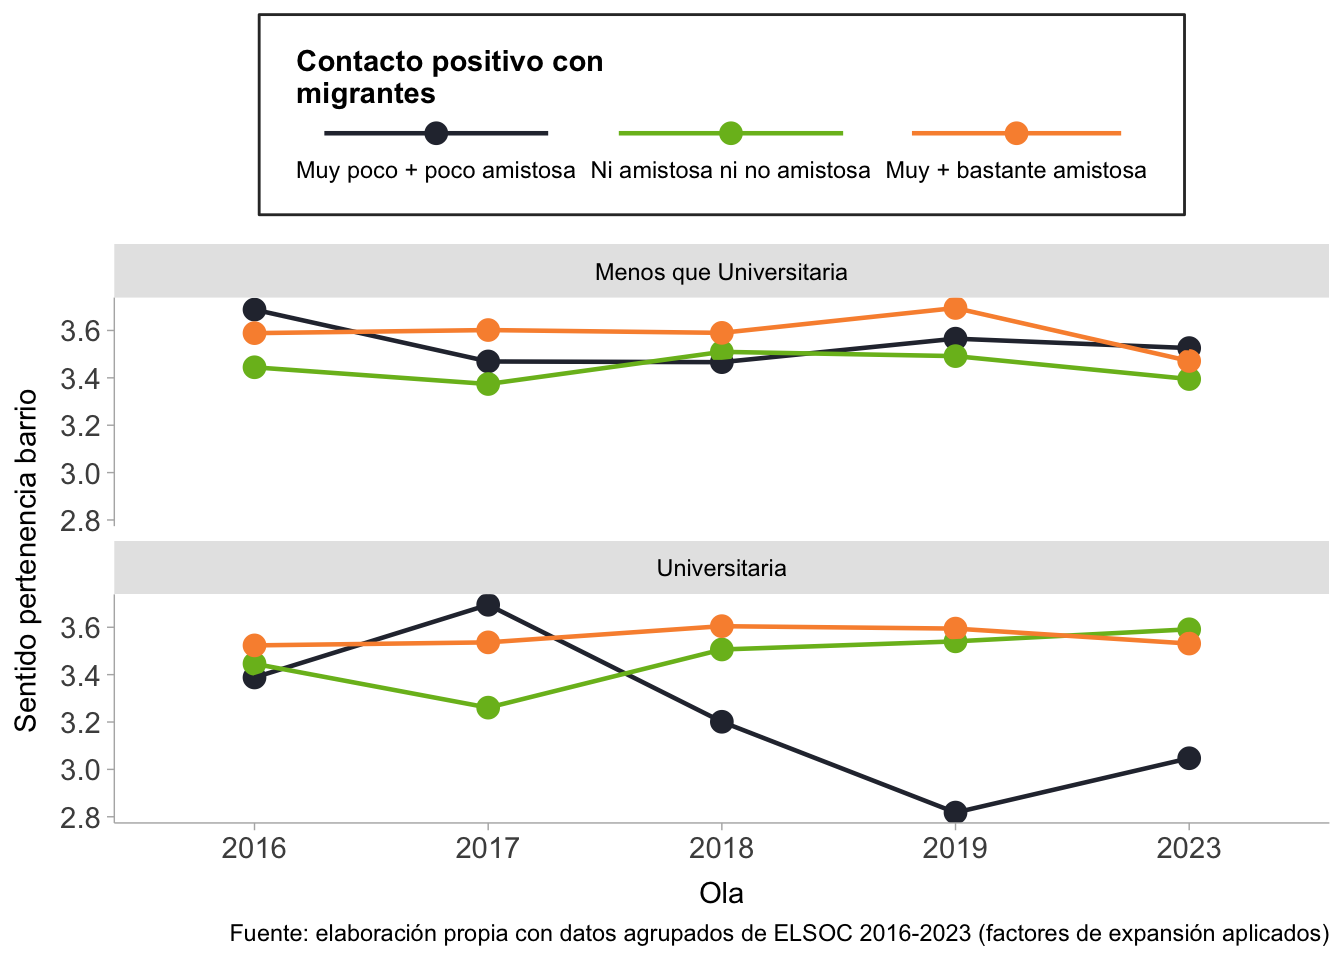 Contacto positivo con
migrantes
Muy poco + poco amistosa Ni amistosa ni no amistosa Muy + bastante amistosa
Menos que Universitaria
3.6
3.4
3.2
3.0
2.8
Sentido pertenencia barrio
Universitaria
3.6
3.4
3.2
3.0
2.8
2016 2017 2018 2019 2023
Ola
Fuente: elaboración propia con datos agrupados de ELSOC 2016-2023 (factores de expansión aplicados)